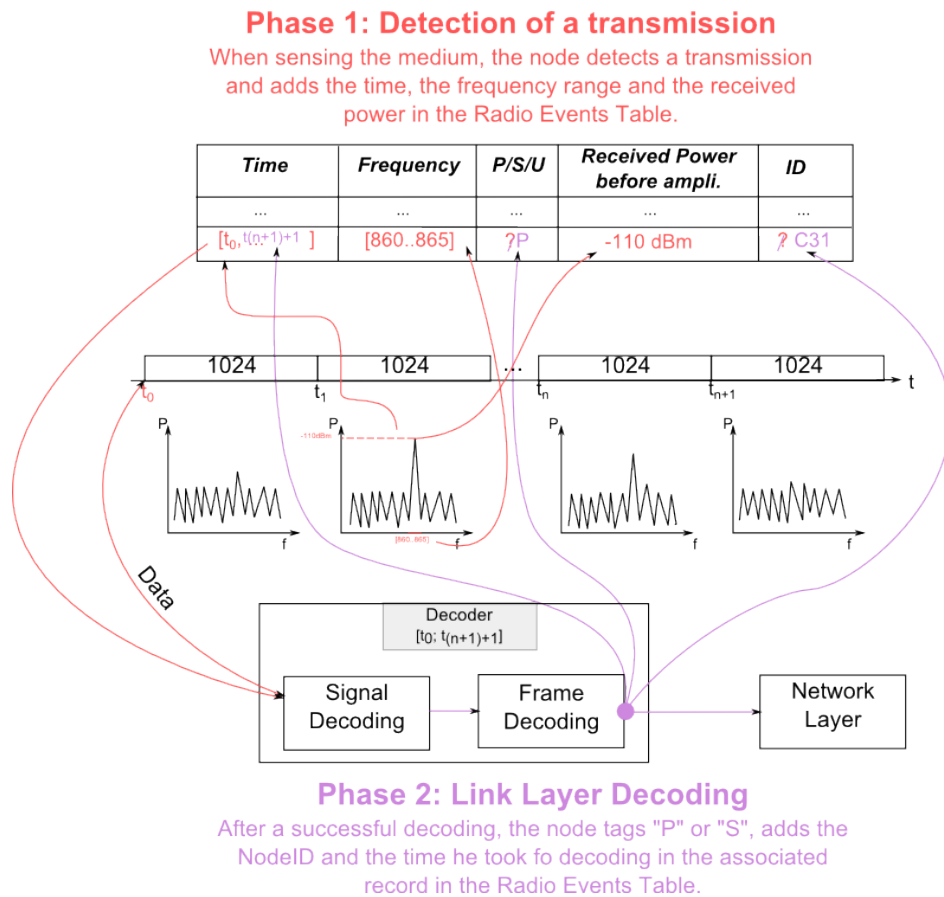 Phase 1: Detection of a transmission
When sensing the medium, the node detects a transmission
and adds the time, the frequency range and the received
power in the Radio Events Table.
Time Frequency P/S/U Received Power before ampli. ID
... ... ... ... ...
[t0, ... t(n+1)+1 ] [860..865] ?P -110 dBm ? C31
1024 1024 ... 1024 1024
t0 t1 tn tn+1 t
P P P P
-110dBm
f f f f
[860..865]
Data
Decoder
[t0; t(n+1)+1]
Signal
Decoding
Frame
Decoding
Network
Layer
Phase 2: Link Layer Decoding
After a successful decoding, the node tags "P" or "S", adds the
NodeID and the time he took fo decoding in the associated
record in the Radio Events Table.